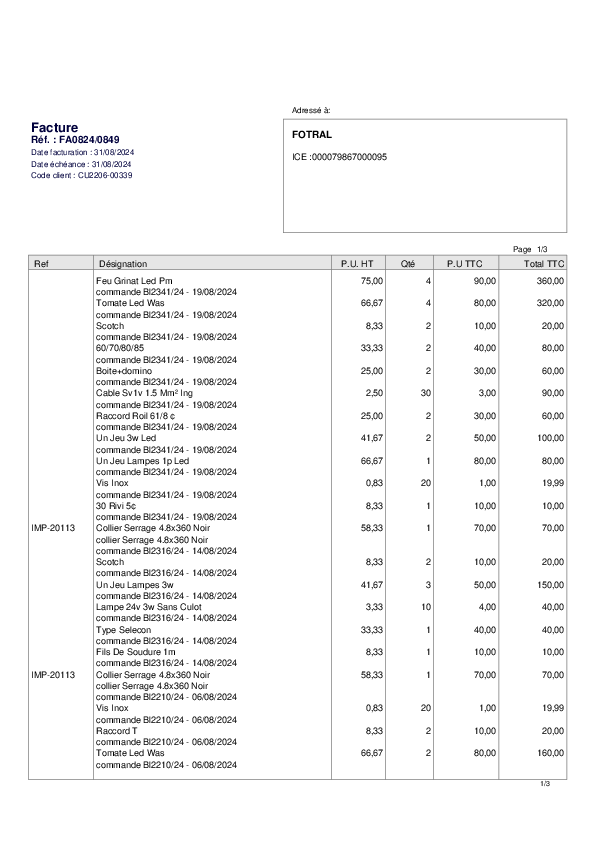 Adressé à:
Facture
Réf. : FA0824/0849
Date facturation : 31/08/2024
Date échéance : 31/08/2024
Code client : CU2206-00339
FOTRAL
ICE :000079867000095
Page 1/3
Ref Désignation P.U. HT Qté P.U TTC Total TTC
Feu Grinat Led Pm 75,00 4 90,00 360,00
commande Bl2341/24 - 19/08/2024
Tomate Led Was 66,67 4 80,00 320,00
commande Bl2341/24 - 19/08/2024
Scotch 8,33 2 10,00 20,00
commande Bl2341/24 - 19/08/2024
60/70/80/85 33,33 2 40,00 80,00
commande Bl2341/24 - 19/08/2024
Boite+domino 25,00 2 30,00 60,00
commande Bl2341/24 - 19/08/2024
Cable Sv1v 1.5 Mm² Ing 2,50 30 3,00 90,00
commande Bl2341/24 - 19/08/2024
Raccord Roil 61/8 ¢ 25,00 2 30,00 60,00
commande Bl2341/24 - 19/08/2024
Un Jeu 3w Led 41,67 2 50,00 100,00
commande Bl2341/24 - 19/08/2024
Un Jeu Lampes 1p Led 66,67 1 80,00 80,00
commande Bl2341/24 - 19/08/2024
Vis Inox 0,83 20 1,00 19,99
commande Bl2341/24 - 19/08/2024
30 Rivi 5¢ 8,33 1 10,00 10,00
commande Bl2341/24 - 19/08/2024
IMP-20113 Collier Serrage 4.8x360 Noir 58,33 1 70,00 70,00
collier Serrage 4.8x360 Noir
commande Bl2316/24 - 14/08/2024
Scotch 8,33 2 10,00 20,00
commande Bl2316/24 - 14/08/2024
Un Jeu Lampes 3w 41,67 3 50,00 150,00
commande Bl2316/24 - 14/08/2024
Lampe 24v 3w Sans Culot 3,33 10 4,00 40,00
commande Bl2316/24 - 14/08/2024
Type Selecon 33,33 1 40,00 40,00
commande Bl2316/24 - 14/08/2024
Fils De Soudure 1m 8,33 1 10,00 10,00
commande Bl2316/24 - 14/08/2024
IMP-20113 Collier Serrage 4.8x360 Noir 58,33 1 70,00 70,00
collier Serrage 4.8x360 Noir
commande Bl2210/24 - 06/08/2024
Vis Inox 0,83 20 1,00 19,99
commande Bl2210/24 - 06/08/2024
Raccord T 8,33 2 10,00 20,00
commande Bl2210/24 - 06/08/2024
Tomate Led Was 66,67 2 80,00 160,00
commande Bl2210/24 - 06/08/2024
1/3